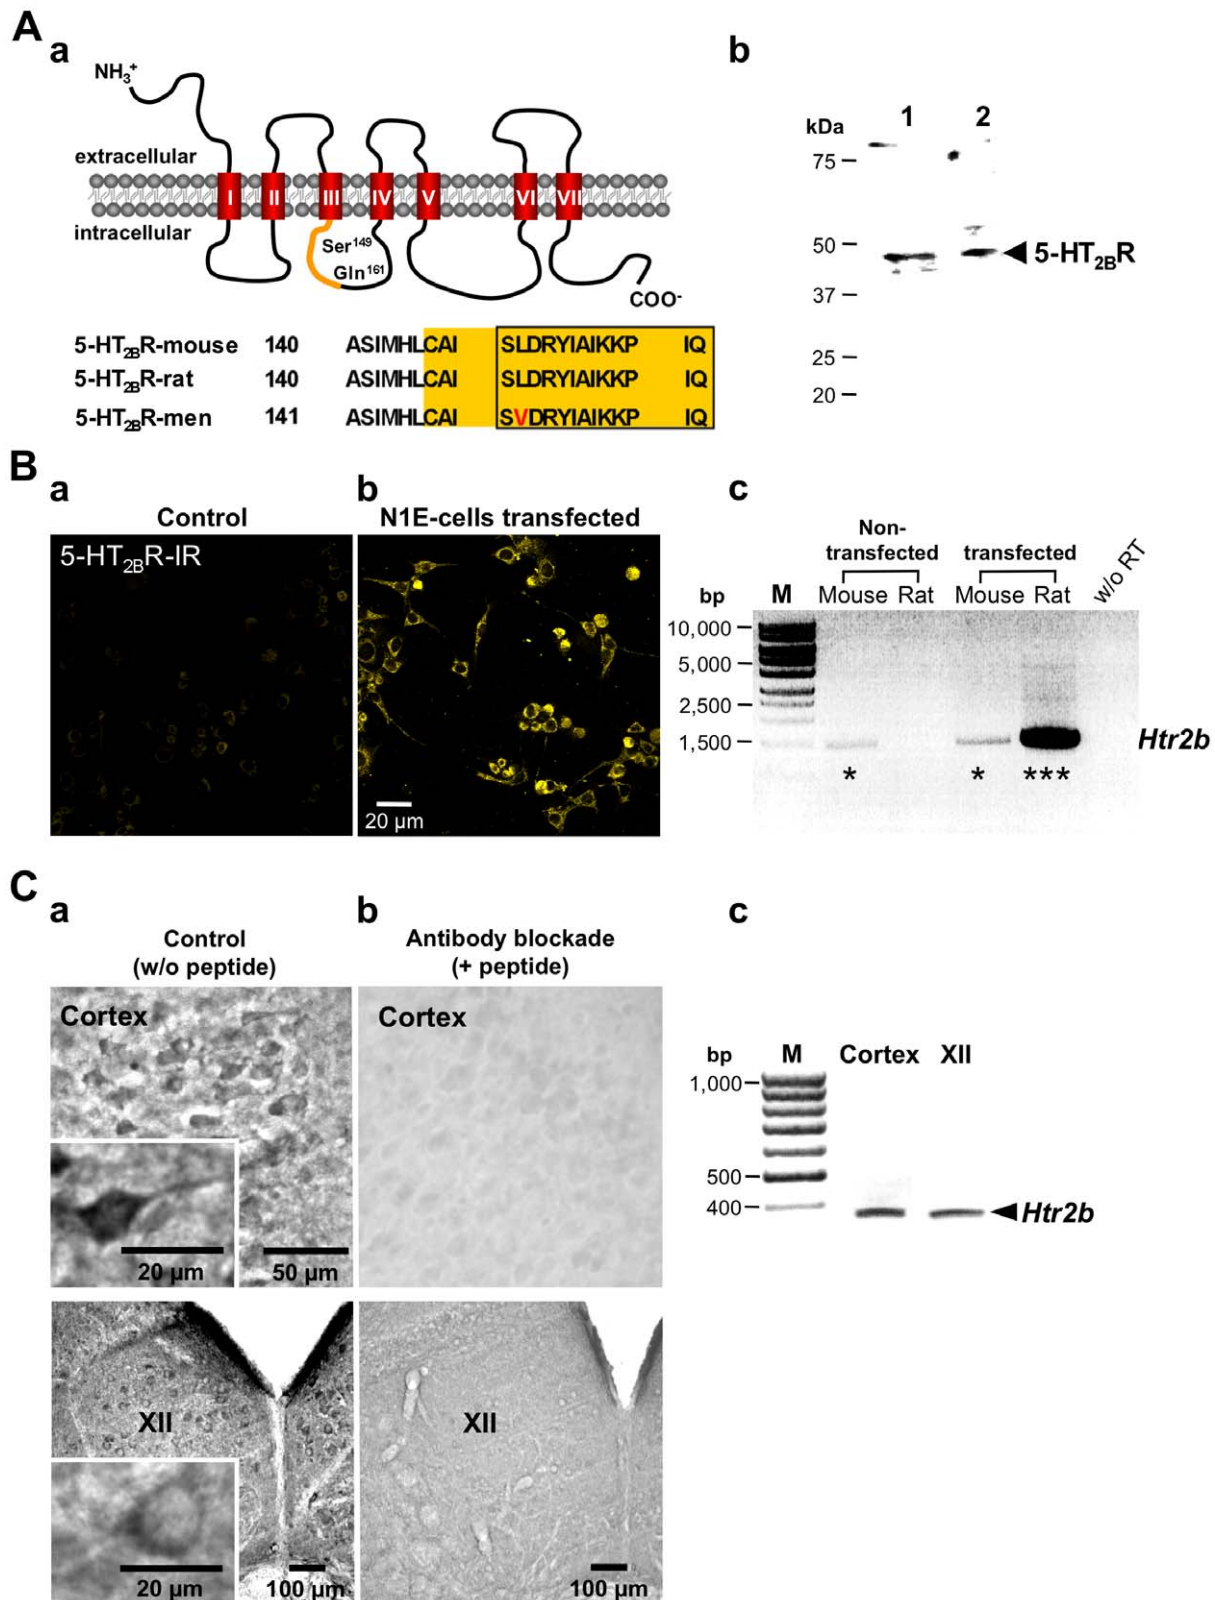 A
a
NH₃⁺
extracellular
I II III IV V VI VII
intracellular
Ser¹⁴⁹
Gln¹⁶¹
COO⁻
5-HT₂BR-mouse 140 ASIMHLCAI SLDRYIAIKKP IQ
5-HT₂BR-rat 140 ASIMHLCAI SLDRYIAIKKP IQ
5-HT₂BR-men 141 ASIMHLCAI SVDRYIAIKKP IQ
b
1 2
kDa
75
50
5-HT₂BR
37
25
20
B
a
Control
5-HT₂BR-IR
b
N1E-cells transfected
20 µm
c
Non-
transfected transfected
bp M Mouse Rat Mouse Rat w/o RT
10,000
5,000
2,500
1,500
Htr2b
* * ***
C
a
Control
(w/o peptide)
Cortex
20 µm
50 µm
XII
20 µm
100 µm
b
Antibody blockade
(+ peptide)
Cortex
XII
100 µm
c
bp M Cortex XII
1,000
500
400
Htr2b